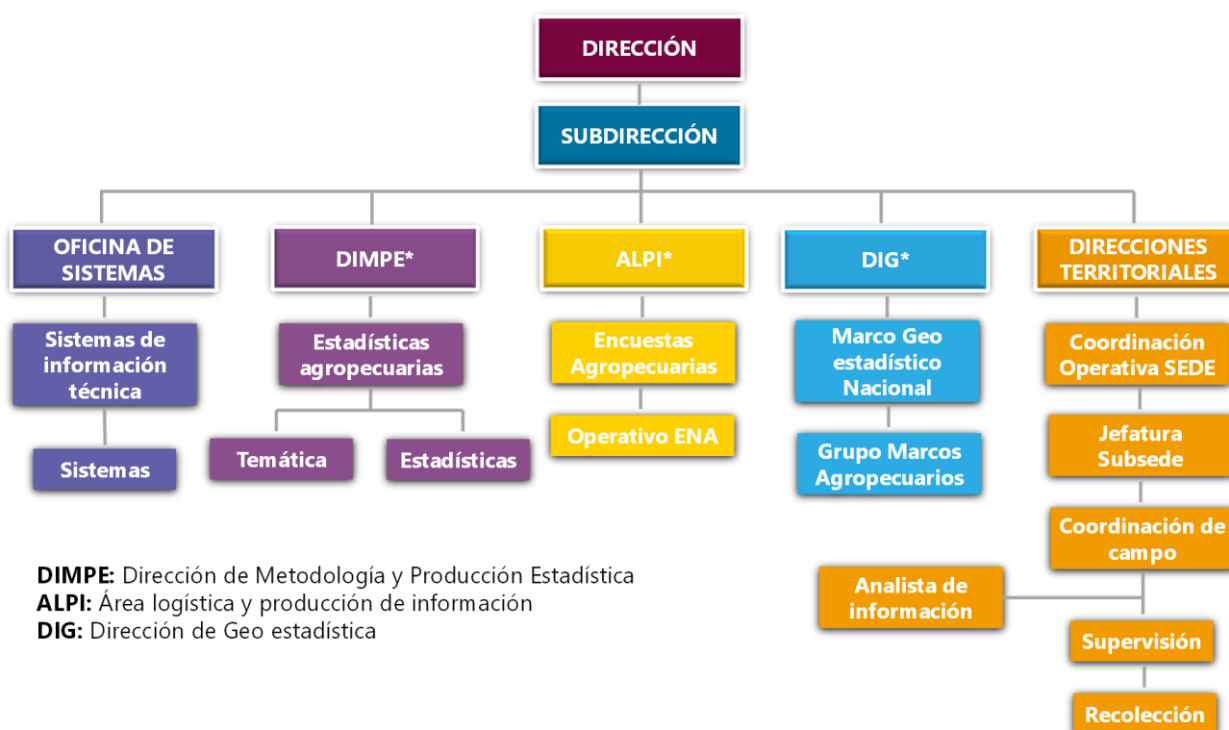 DIRECCIÓN
SUBDIRECCIÓN
OFICINA DE
SISTEMAS
DIMPE*
ALPI*
DIG*
DIRECCIONES
TERRITORIALES
Sistemas de
información
técnica
Estadísticas
agropecuarias
Encuestas
Agropecuarias
Marco Geo
estadístico
Nacional
Coordinación
Operativa SEDE
Sistemas
Temática
Estadísticas
Operativo ENA
Grupo Marcos
Agropecuarios
Jefatura
Subsede
Coordinación de
campo
Analista de
información
Supervisión
Recolección
DIMPE: Dirección de Metodología y Producción Estadística
ALPI: Área logística y producción de información
DIG: Dirección de Geo estadística